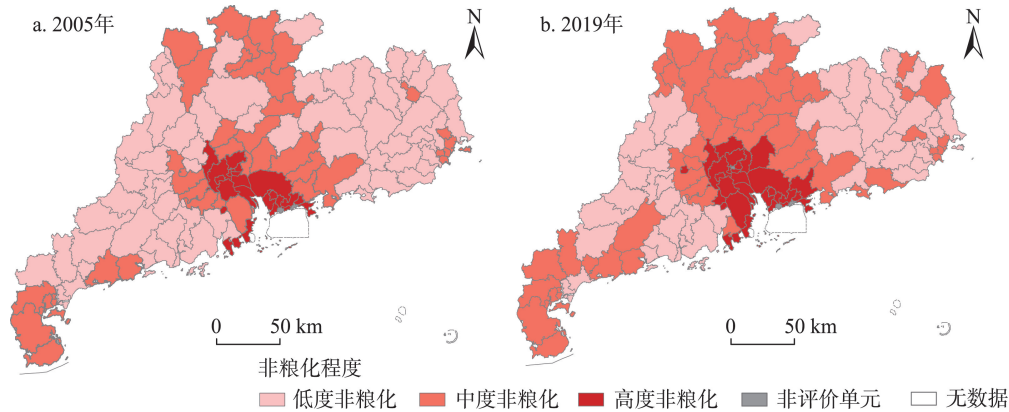 a. 2005年
N
b. 2019年
N
0 50 km
0 50 km
非粮化程度
低度非粮化 中度非粮化 高度非粮化 非评价单元 无数据